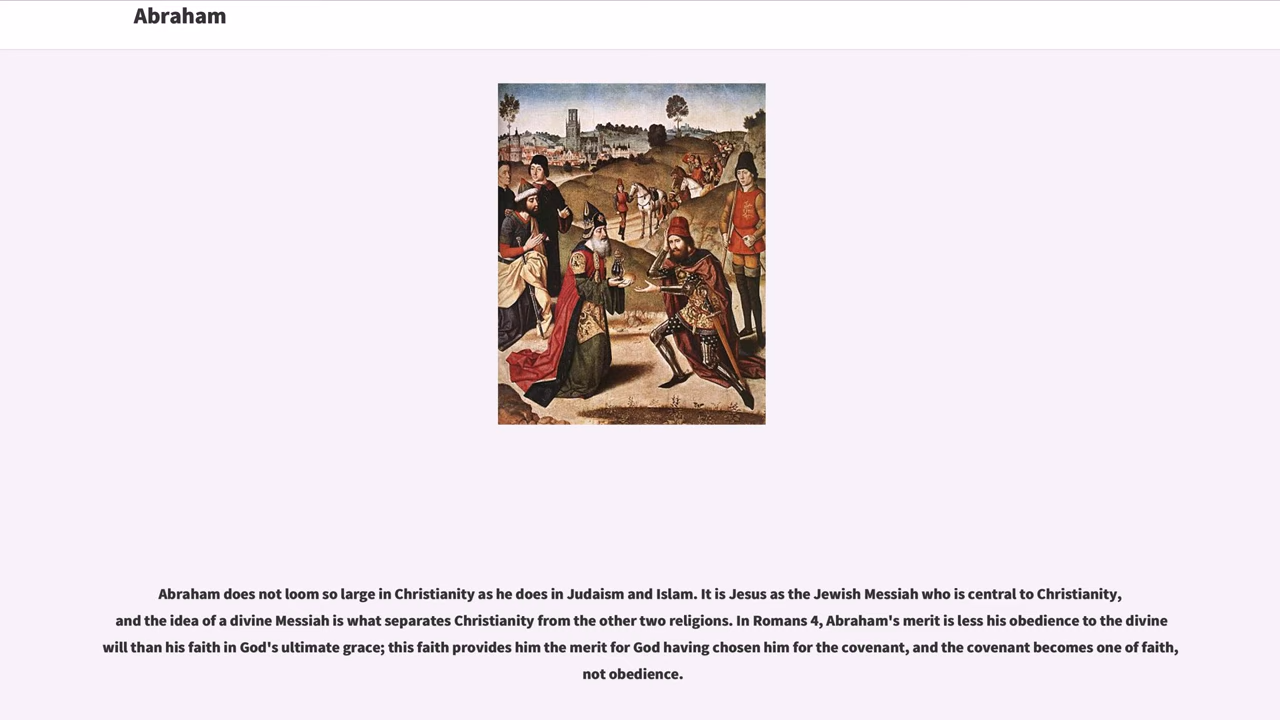 Abraham
Abraham does not loom so large in Christianity as he does in Judaism and Islam. It is Jesus as the Jewish Messiah who is central to Christianity,
and the idea of a divine Messiah is what separates Christianity from the other two religions. In Romans 4, Abraham's merit is less his obedience to the divine
will than his faith in God's ultimate grace; this faith provides him the merit for God having chosen him for the covenant, and the covenant becomes one of faith,
not obedience.